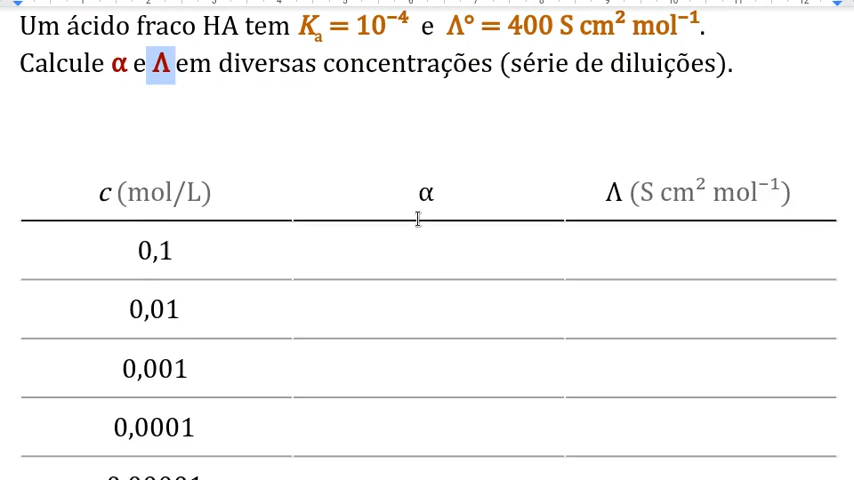 Um ácido fraco HA tem Kₐ = 10⁻⁴ e Λ° = 400 S cm² mol⁻¹.
Calcule α e Λ em diversas concentrações (série de diluições).
c (mol/L) α Λ (S cm² mol⁻¹)
0,1
0,01
0,001
0,0001